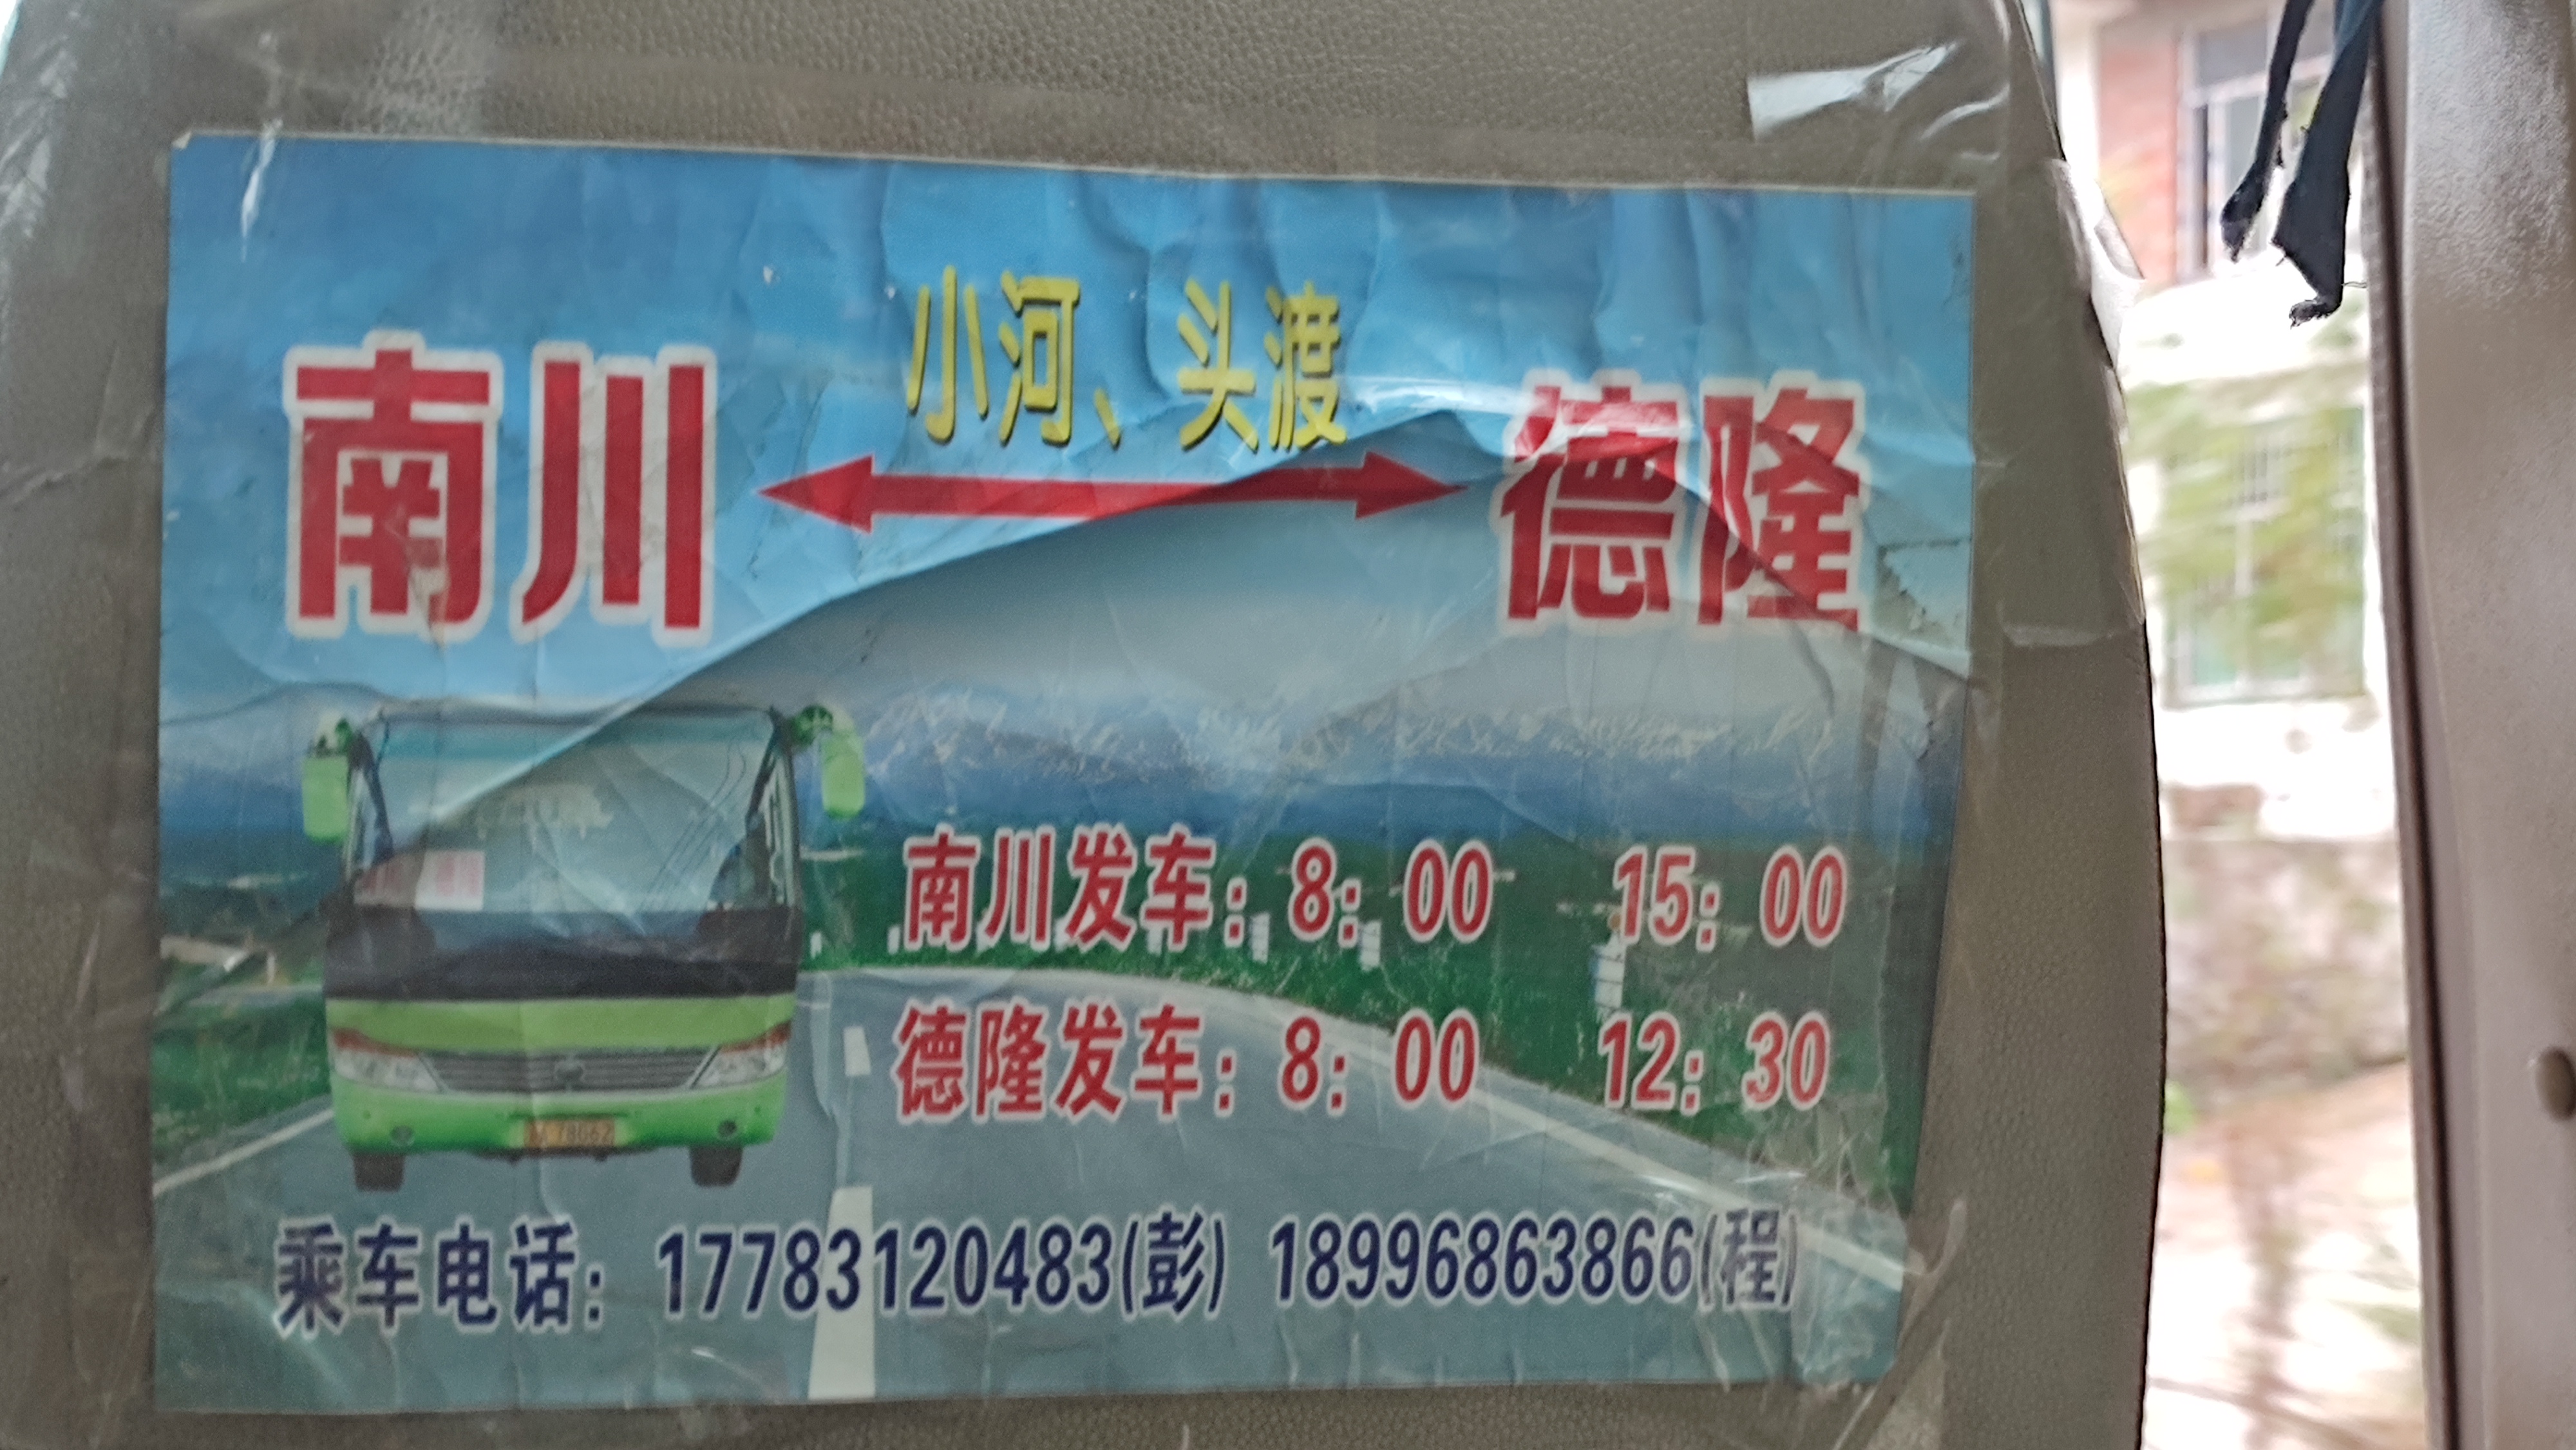 小河、头渡
南川 德隆
南川发车：8：00 15：00
德隆发车：8：00 12：30
乘车电话：17783120483(彭) 18996863866(程)